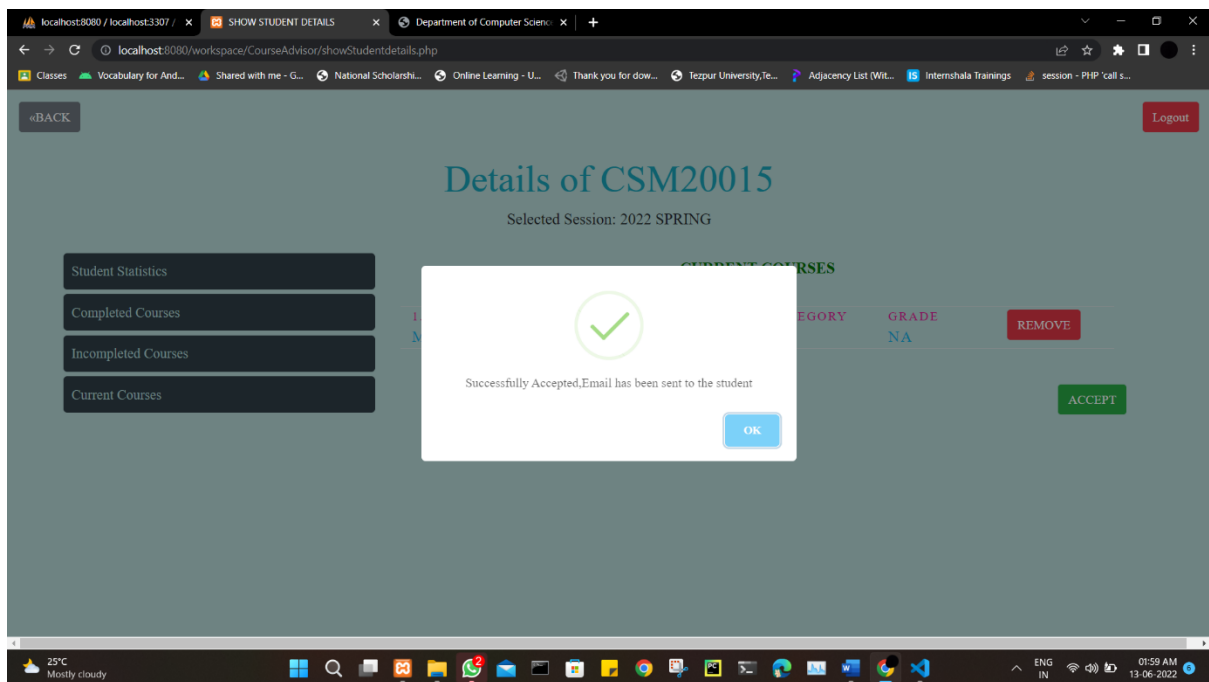 localhost:8080 / localhost:3307 /
SHOW STUDENT DETAILS
Department of Computer Scienc
localhost:8080/workspace/CourseAdvisor/showStudentdetails.php
Classes
Vocabulary for And...
Shared with me - G...
National Scholarshi...
Online Learning - U...
Thank you for dow...
Tezpur University,Te...
Adjacency List (Wit...
IS Internshala Trainings
session - PHP 'call s...
«BACK
Logout
Details of CSM20015
Selected Session: 2022 SPRING
Student Statistics
Completed Courses
Incompleted Courses
Current Courses
GRADE
NA
REMOVE
ACCEPT
Successfully Accepted,Email has been sent to the student
OK
25°C
Mostly cloudy
2
PC
W
ENG
IN
01:59 AM
13-06-2022
6